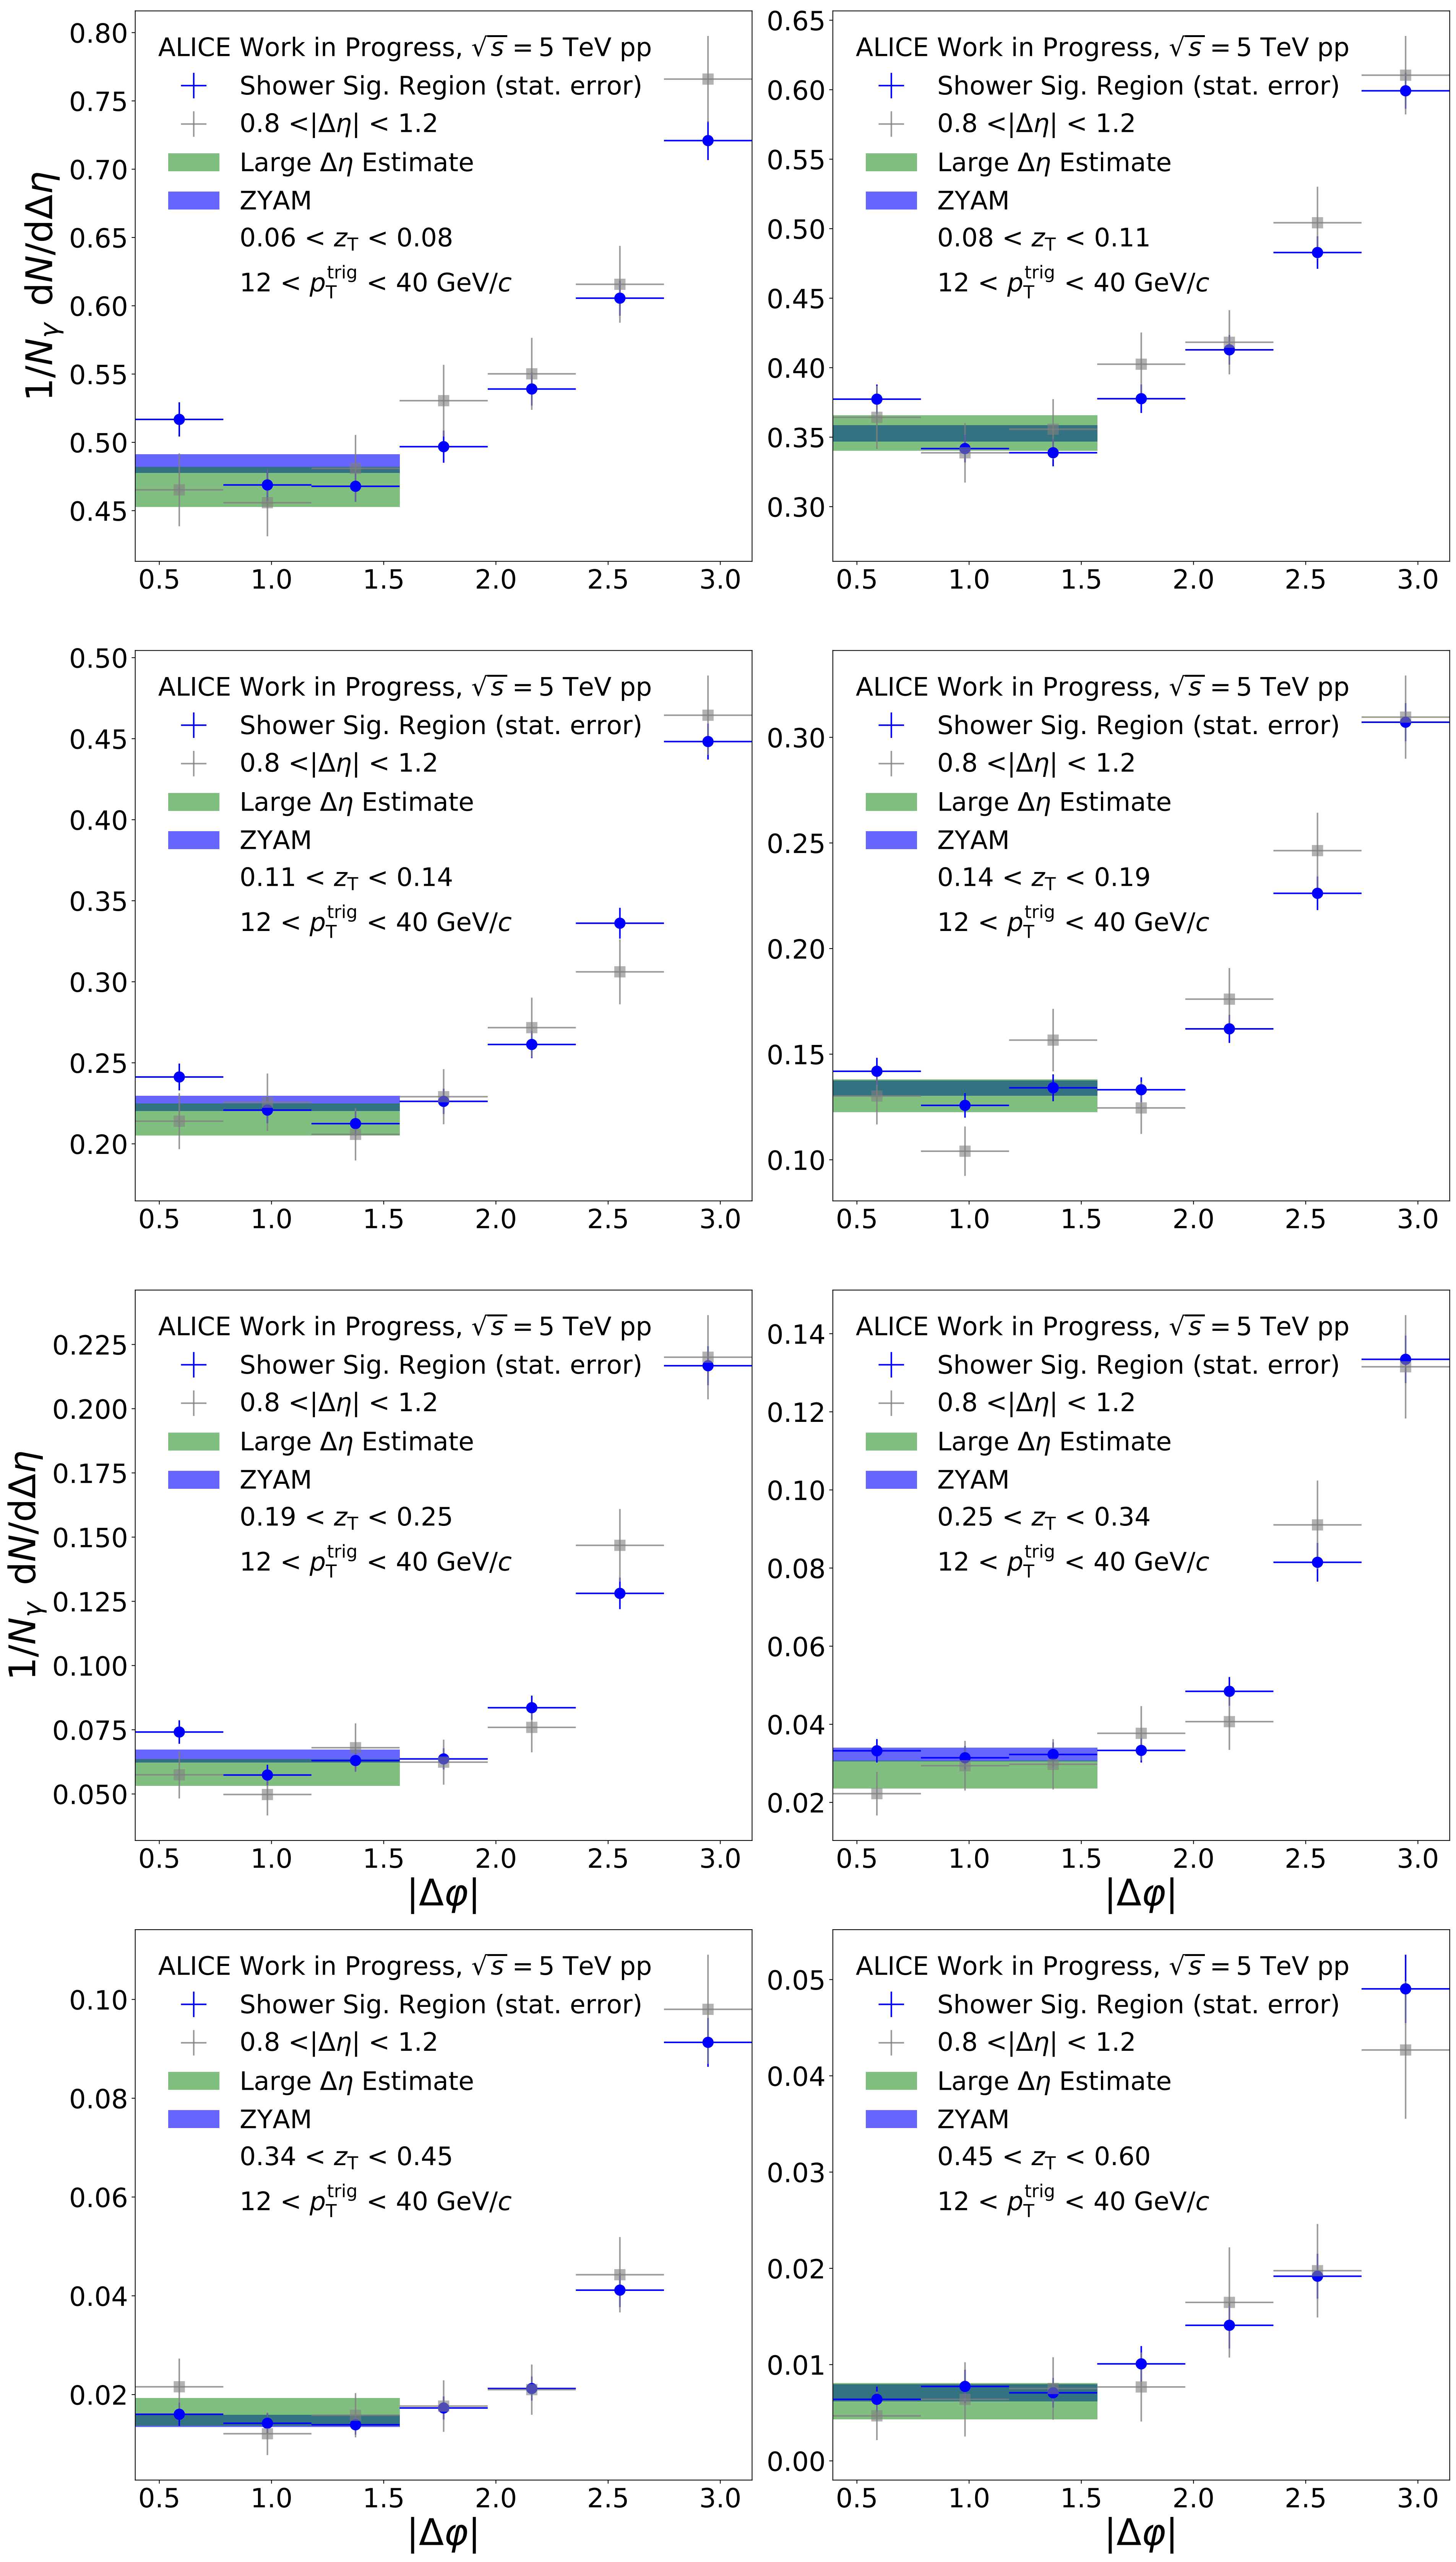 ALICE Work in Progress, √s = 5 TeV pp
Shower Sig. Region (stat. error)
0.8 <|Δη| < 1.2
Large Δη Estimate
ZYAM
0.06 < zT < 0.08
12 < pT^trig < 40 GeV/c
1/Nγ dN/dΔη
0.80
0.75
0.70
0.65
0.60
0.55
0.50
0.45
0.5 1.0 1.5 2.0 2.5 3.0
ALICE Work in Progress, √s = 5 TeV pp
Shower Sig. Region (stat. error)
0.8 <|Δη| < 1.2
Large Δη Estimate
ZYAM
0.08 < zT < 0.11
12 < pT^trig < 40 GeV/c
0.65
0.60
0.55
0.50
0.45
0.40
0.35
0.30
0.5 1.0 1.5 2.0 2.5 3.0
ALICE Work in Progress, √s = 5 TeV pp
Shower Sig. Region (stat. error)
0.8 <|Δη| < 1.2
Large Δη Estimate
ZYAM
0.11 < zT < 0.14
12 < pT^trig < 40 GeV/c
0.50
0.45
0.40
0.35
0.30
0.25
0.20
0.5 1.0 1.5 2.0 2.5 3.0
ALICE Work in Progress, √s = 5 TeV pp
Shower Sig. Region (stat. error)
0.8 <|Δη| < 1.2
Large Δη Estimate
ZYAM
0.14 < zT < 0.19
12 < pT^trig < 40 GeV/c
0.30
0.25
0.20
0.15
0.10
0.5 1.0 1.5 2.0 2.5 3.0
ALICE Work in Progress, √s = 5 TeV pp
Shower Sig. Region (stat. error)
0.8 <|Δη| < 1.2
Large Δη Estimate
ZYAM
0.19 < zT < 0.25
12 < pT^trig < 40 GeV/c
1/Nγ dN/dΔη
0.225
0.200
0.175
0.150
0.125
0.100
0.075
0.050
0.5 1.0 1.5 2.0 2.5 3.0
|Δφ|
ALICE Work in Progress, √s = 5 TeV pp
Shower Sig. Region (stat. error)
0.8 <|Δη| < 1.2
Large Δη Estimate
ZYAM
0.25 < zT < 0.34
12 < pT^trig < 40 GeV/c
0.14
0.12
0.10
0.08
0.06
0.04
0.02
0.5 1.0 1.5 2.0 2.5 3.0
|Δφ|
ALICE Work in Progress, √s = 5 TeV pp
Shower Sig. Region (stat. error)
0.8 <|Δη| < 1.2
Large Δη Estimate
ZYAM
0.34 < zT < 0.45
12 < pT^trig < 40 GeV/c
0.10
0.08
0.06
0.04
0.02
0.5 1.0 1.5 2.0 2.5 3.0
|Δφ|
ALICE Work in Progress, √s = 5 TeV pp
Shower Sig. Region (stat. error)
0.8 <|Δη| < 1.2
Large Δη Estimate
ZYAM
0.45 < zT < 0.60
12 < pT^trig < 40 GeV/c
0.05
0.04
0.03
0.02
0.01
0.00
0.5 1.0 1.5 2.0 2.5 3.0
|Δφ|